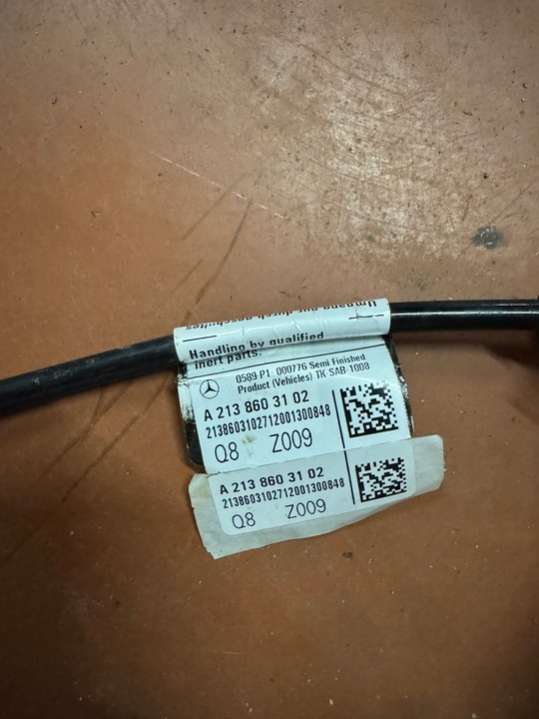 Handling by qualified
inert parts.
0589 P1 000776 Semi Finished
Product (Vehicles) TK-SAB-1008
A 213 860 31 02
2138603102712001300848
Q8 Z009
A 213 860 31 02
2138603102712001300848
Q8 Z009